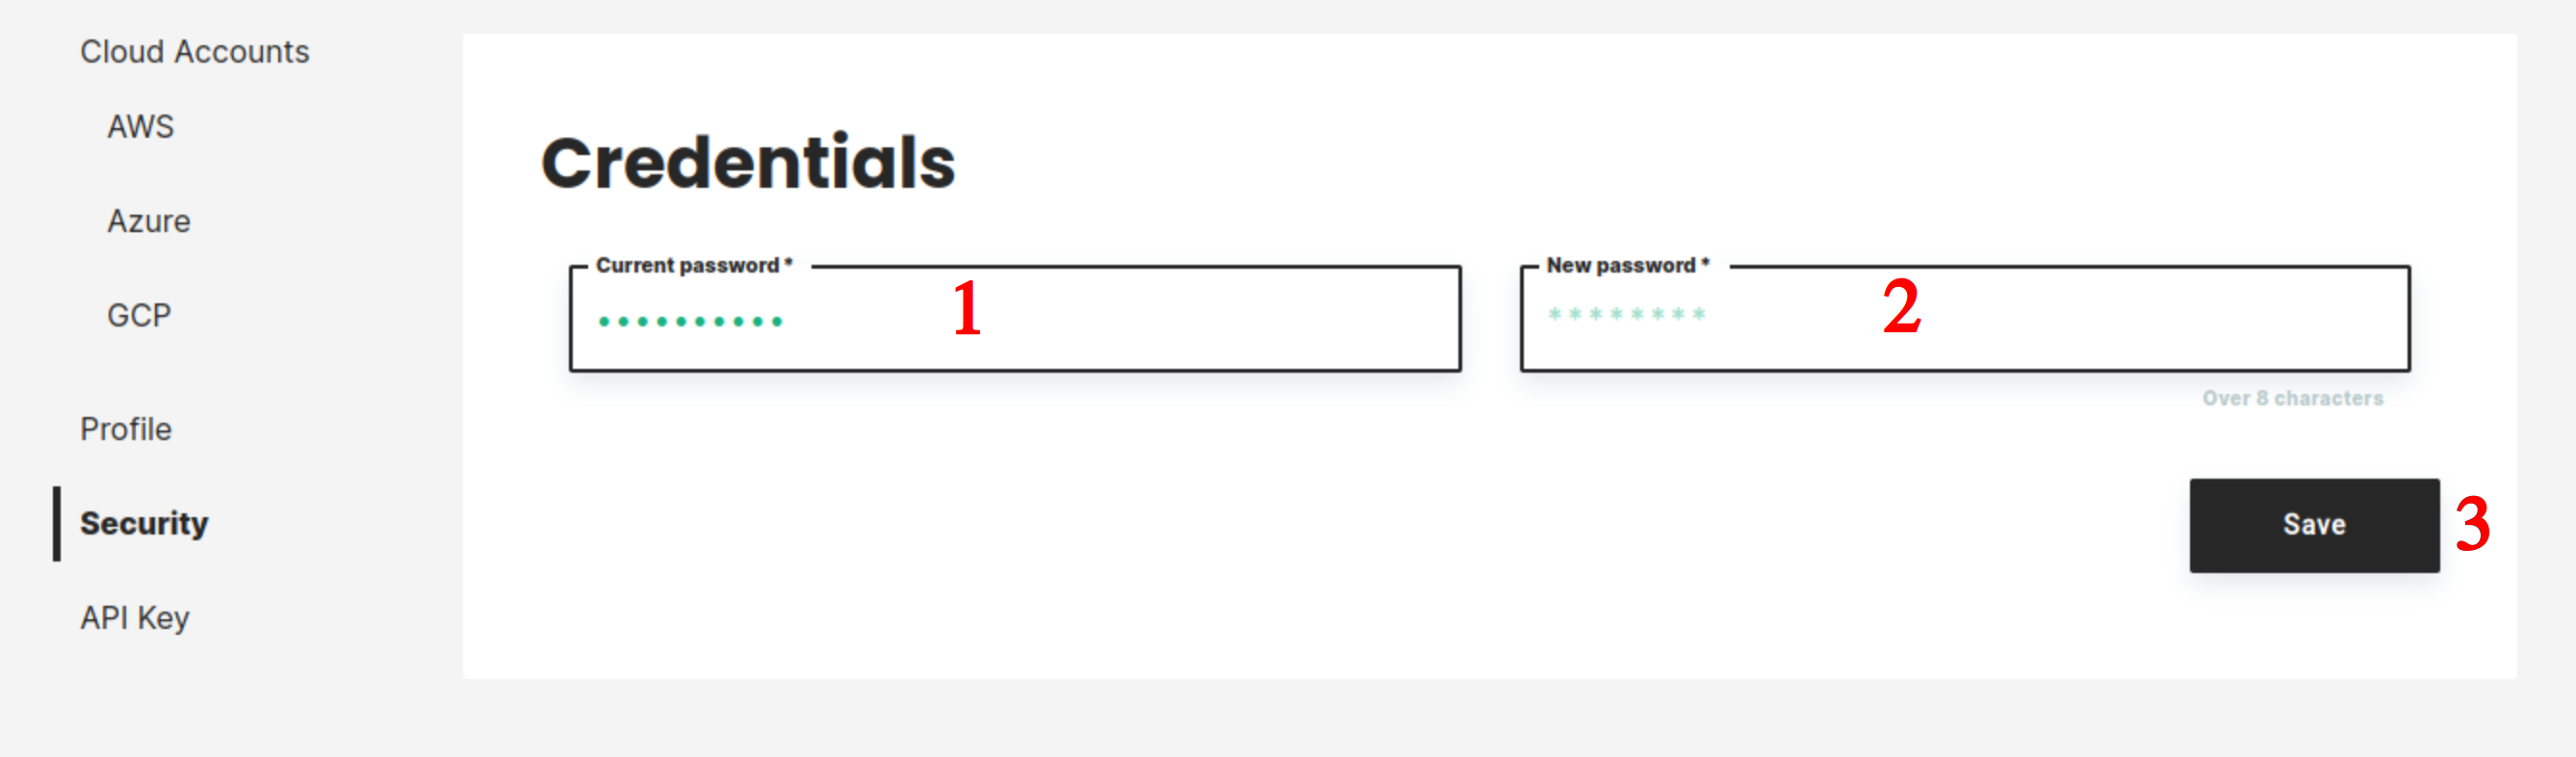 Cloud Accounts
AWS
Azure
GCP
Profile
Security
API Key
Credentials
Current password *
••••••••••
1
New password *
********
2
Over 8 characters
Save
3